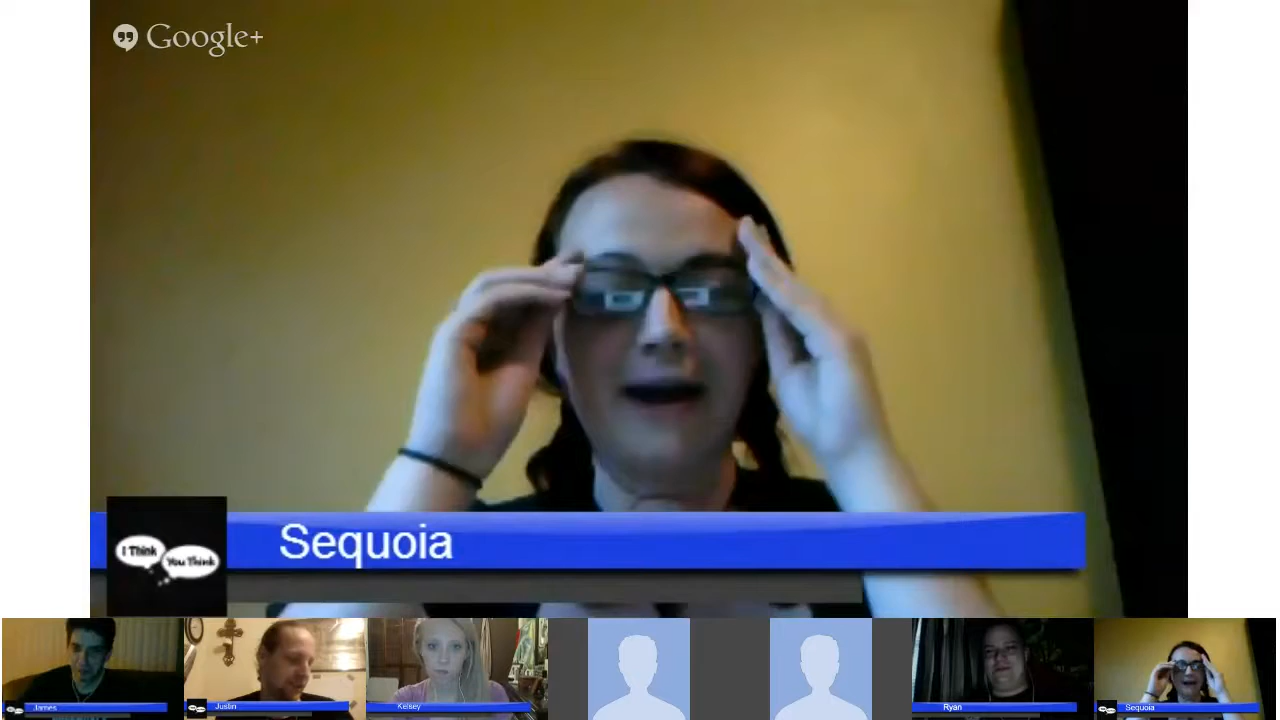 Google+
Sequoia
I Think
You Think
James
Justin
Kelsey
Ryan
Sequoia